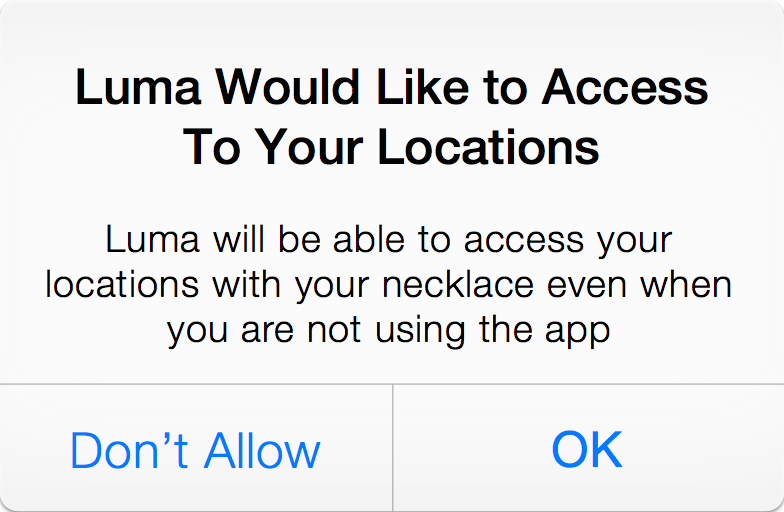 Luma Would Like to Access
To Your Locations
Luma will be able to access your
locations with your necklace even when
you are not using the app
Don’t Allow
OK